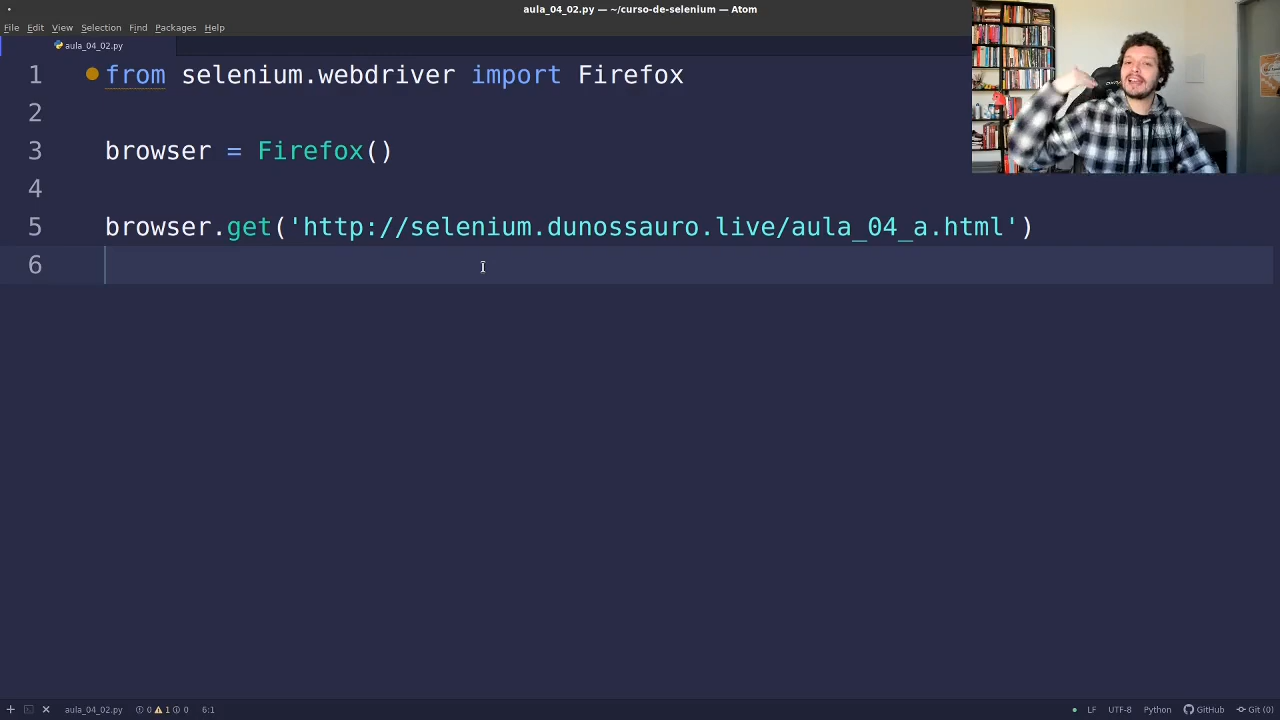 aula_04_02.py — ~/curso-de-selenium — Atom
File Edit View Selection Find Packages Help
aula_04_02.py
1 from selenium.webdriver import Firefox
2
3 browser = Firefox()
4
5 browser.get('http://selenium.dunossauro.live/aula_04_a.html')
6
aula_04_02.py 0 1 0 6:1 LF UTF-8 Python GitHub Git (0)